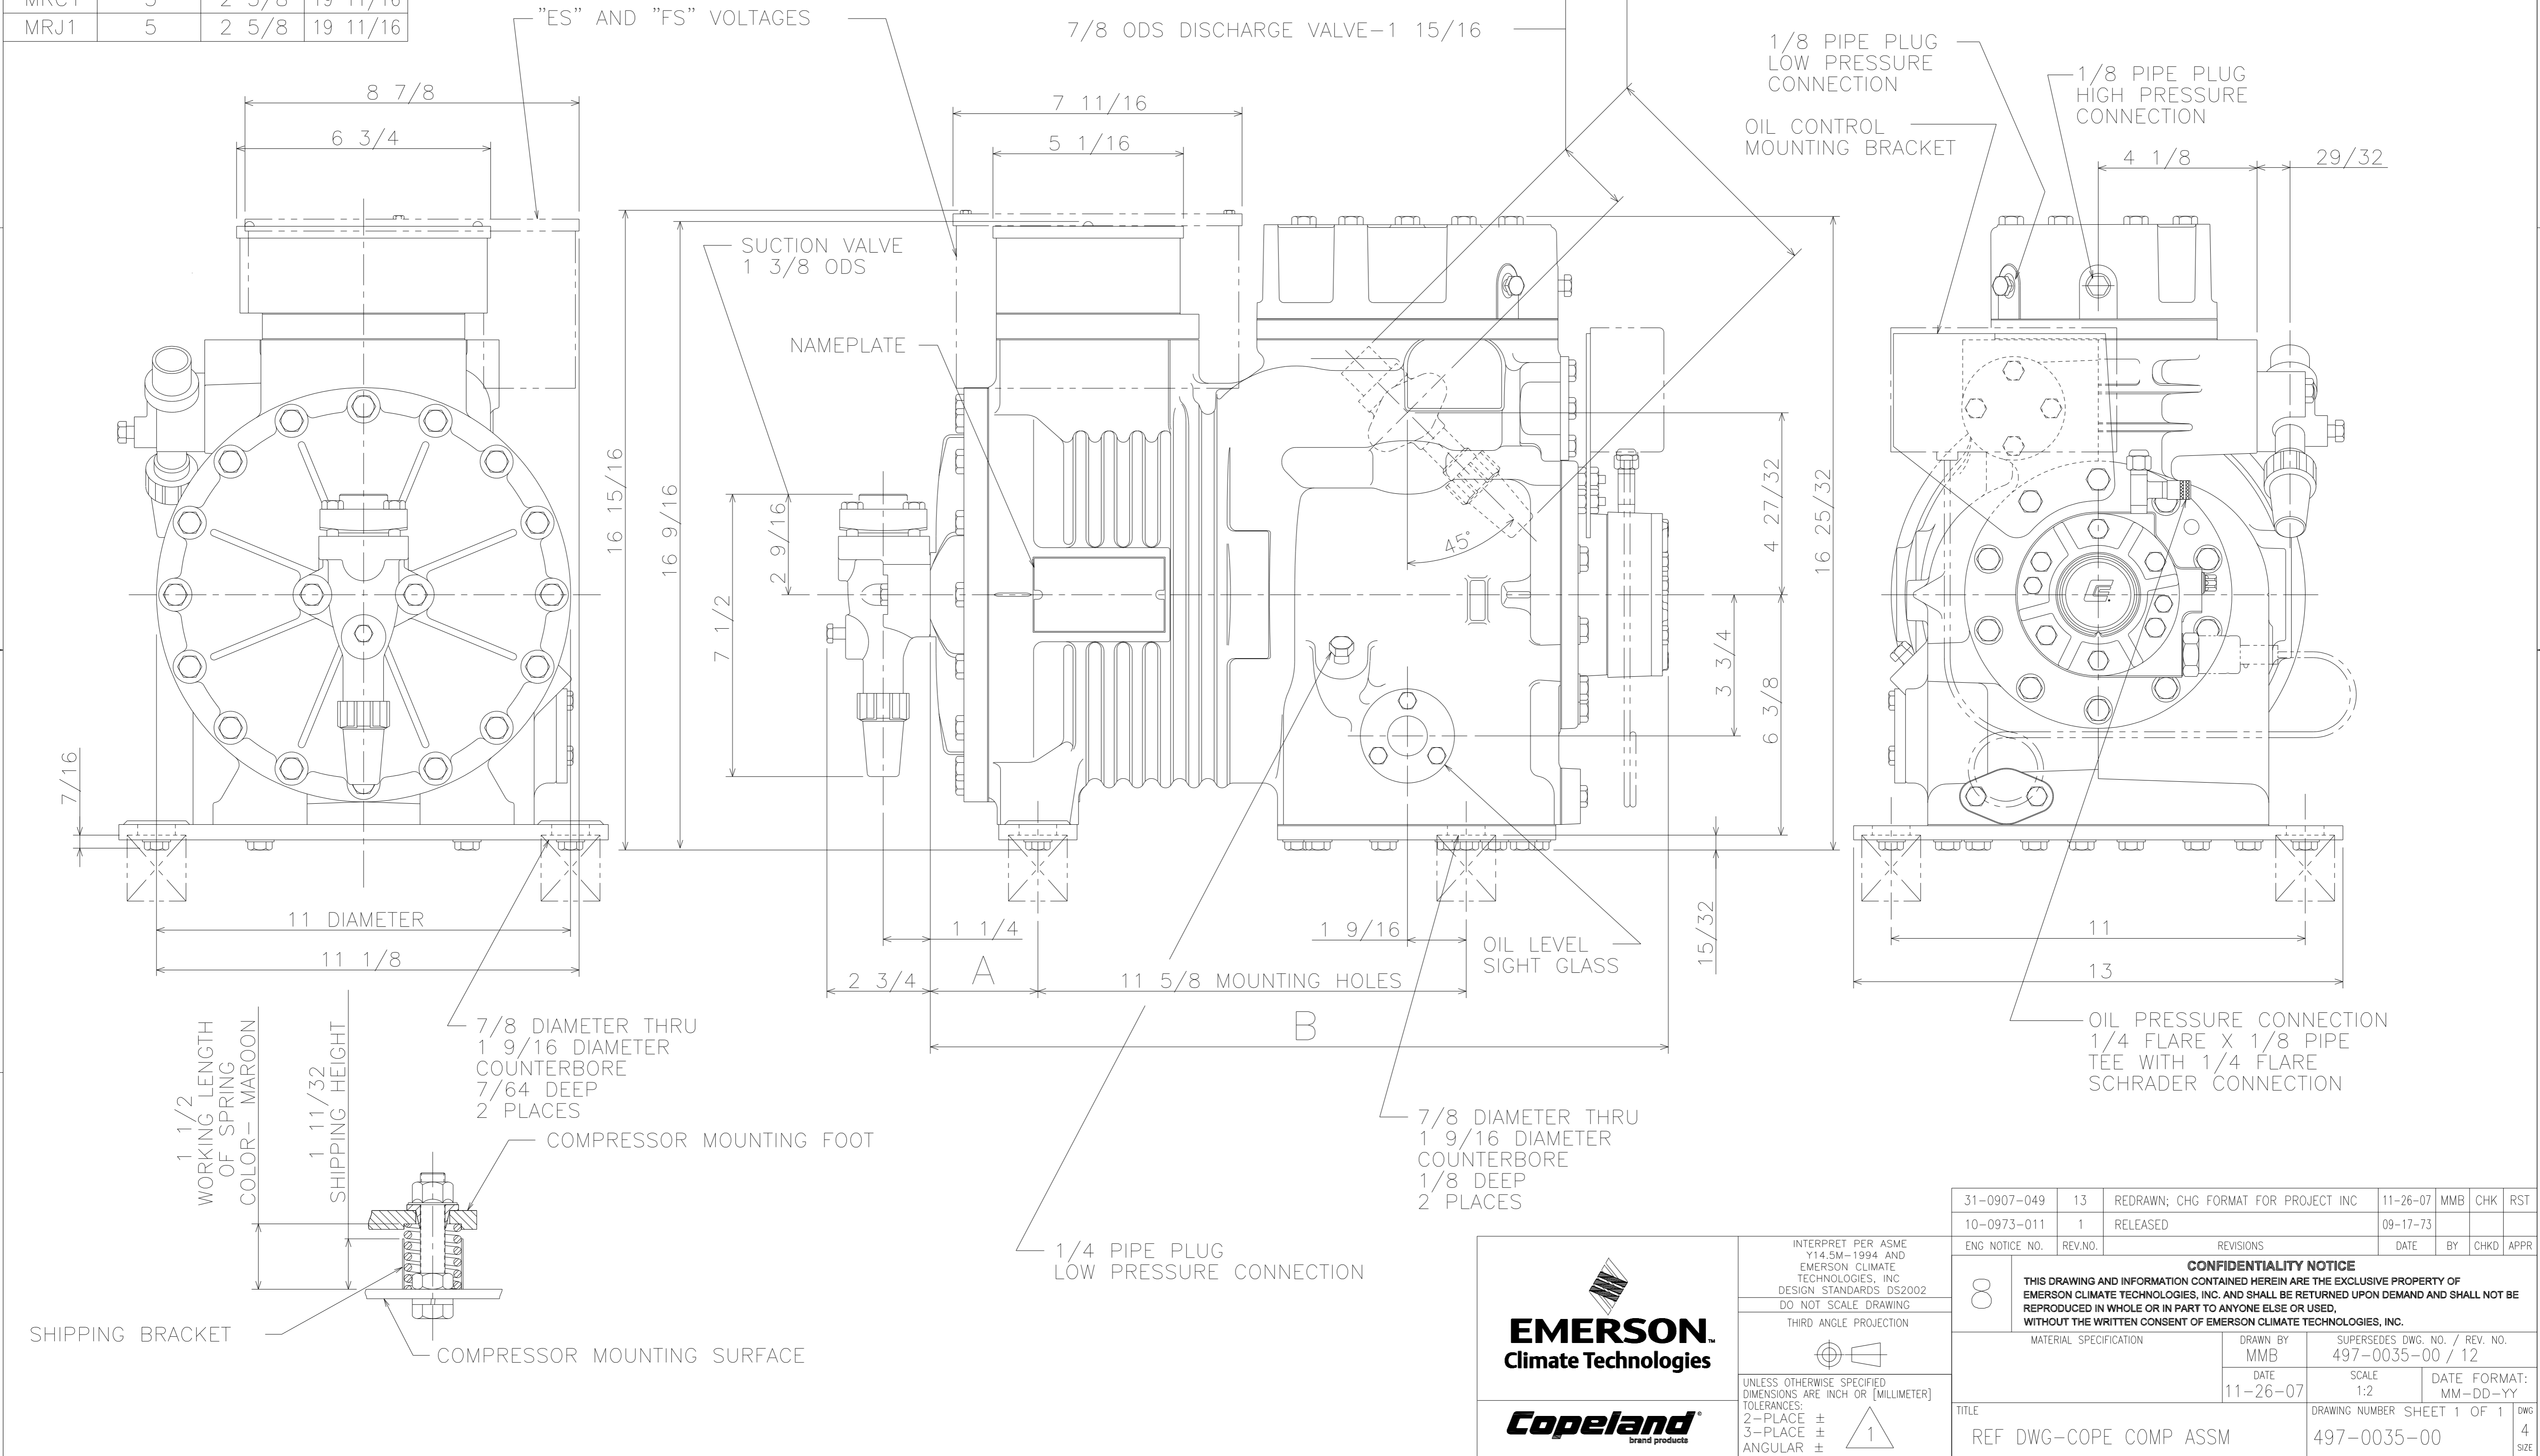 MRJ1 5 2 5/8 19 11/16
"ES" AND "FS" VOLTAGES
7/8 ODS DISCHARGE VALVE-1 15/16
1/8 PIPE PLUG
LOW PRESSURE
CONNECTION
1/8 PIPE PLUG
HIGH PRESSURE
CONNECTION
OIL CONTROL
MOUNTING BRACKET
8 7/8
6 3/4
7 11/16
5 1/16
4 1/8
29/32
SUCTION VALVE
1 3/8 ODS
NAMEPLATE
16 15/16
16 9/16
2 9/16
7 1/2
45°
4 27/32
16 25/32
3 3/4
6 3/8
7/16
15/32
11 DIAMETER
11 1/8
1 1/4
2 3/4
A
11 5/8 MOUNTING HOLES
B
1 9/16
OIL LEVEL
SIGHT GLASS
11
13
7/8 DIAMETER THRU
1 9/16 DIAMETER
COUNTERBORE
7/64 DEEP
2 PLACES
OIL PRESSURE CONNECTION
1/4 FLARE X 1/8 PIPE
TEE WITH 1/4 FLARE
SCHRADER CONNECTION
7/8 DIAMETER THRU
1 9/16 DIAMETER
COUNTERBORE
1/8 DEEP
2 PLACES
1 1/2
WORKING LENGTH
OF SPRING
COLOR- MAROON
1 11/32
SHIPPING HEIGHT
COMPRESSOR MOUNTING FOOT
1/4 PIPE PLUG
LOW PRESSURE CONNECTION
SHIPPING BRACKET
COMPRESSOR MOUNTING SURFACE
EMERSON™
Climate Technologies
Copeland®
brand products
INTERPRET PER ASME
Y14.5M-1994 AND
EMERSON CLIMATE
TECHNOLOGIES, INC
DESIGN STANDARDS DS2002
DO NOT SCALE DRAWING
THIRD ANGLE PROJECTION
UNLESS OTHERWISE SPECIFIED
DIMENSIONS ARE INCH OR [MILLIMETER]
TOLERANCES:
2-PLACE ±
3-PLACE ±
ANGULAR ±
1
31-0907-049 13 REDRAWN; CHG FORMAT FOR PROJECT INC 11-26-07 MMB CHK RST
10-0973-011 1 RELEASED 09-17-73
ENG NOTICE NO. REV.NO. REVISIONS DATE BY CHKD APPR
8
CONFIDENTIALITY NOTICE
THIS DRAWING AND INFORMATION CONTAINED HEREIN ARE THE EXCLUSIVE PROPERTY OF
EMERSON CLIMATE TECHNOLOGIES, INC. AND SHALL BE RETURNED UPON DEMAND AND SHALL NOT BE
REPRODUCED IN WHOLE OR IN PART TO ANYONE ELSE OR USED,
WITHOUT THE WRITTEN CONSENT OF EMERSON CLIMATE TECHNOLOGIES, INC.
MATERIAL SPECIFICATION
DRAWN BY
MMB
SUPERSEDES DWG. NO. / REV. NO.
497-0035-00 / 12
DATE
11-26-07
SCALE
1:2
DATE FORMAT:
MM-DD-YY
TITLE
REF DWG-COPE COMP ASSM
DRAWING NUMBER SHEET 1 OF 1
497-0035-00
DWG
4
SIZE